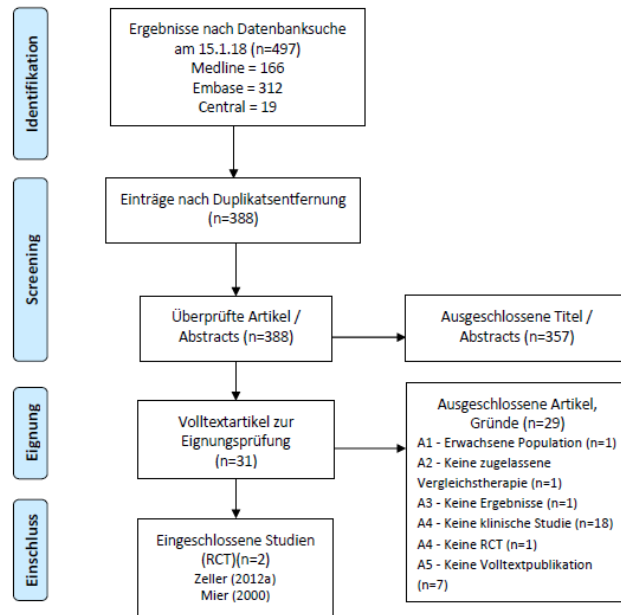 Identifikation
Ergebnisse nach Datenbanksuche
am 15.1.18 (n=497)
Medline = 166
Embase = 312
Central = 19
Screening
Einträge nach Duplikatsentfernung
(n=388)
Überprüfte Artikel /
Abstracts (n=388)
Ausgeschlossene Titel /
Abstracts (n=357)
Eignung
Volltextartikel zur
Eignungsprüfung
(n=31)
Ausgeschlossene Artikel,
Gründe (n=29)
A1 - Erwachsene Population (n=1)
A2 - Keine zugelassene
Vergleichstherapie (n=1)
A3 - Keine Ergebnisse (n=1)
A4 - Keine klinische Studie (n=18)
A4 - Keine RCT (n=1)
A5 - Keine Volltextpublikation
(n=7)
Einschluss
Eingeschlossene Studien
(RCT)(n=2)
Zeller (2012a)
Mier (2000)